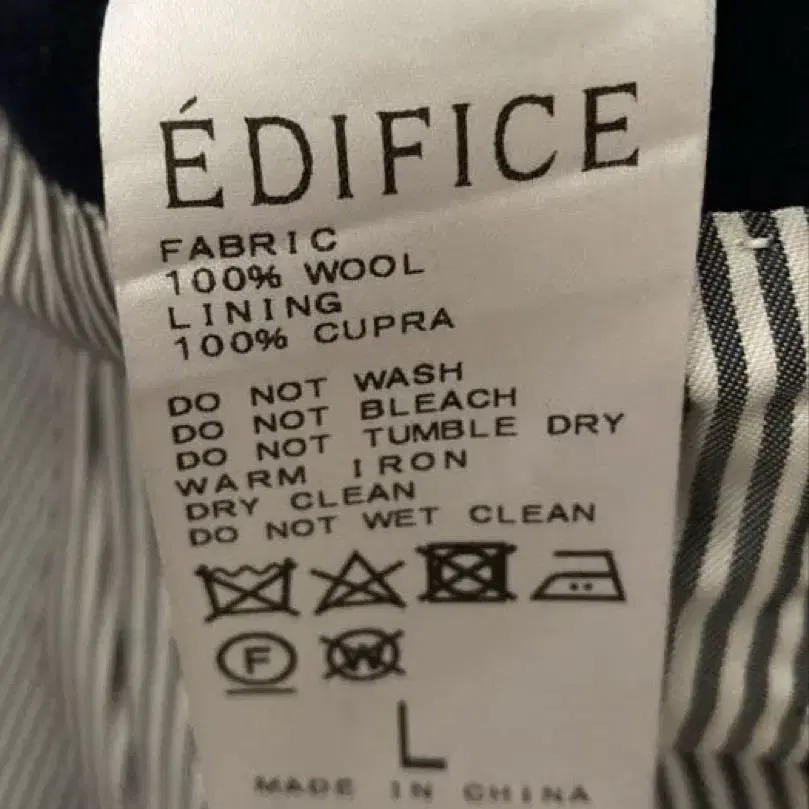 ÉDIFICE
FABRIC
100% WOOL
LINING
100% CUPRA
DO NOT WASH
DO NOT BLEACH
DO NOT TUMBLE DRY
WARM IRON
DRY CLEAN
DO NOT WET CLEAN
F W
L
MADE IN CHINA